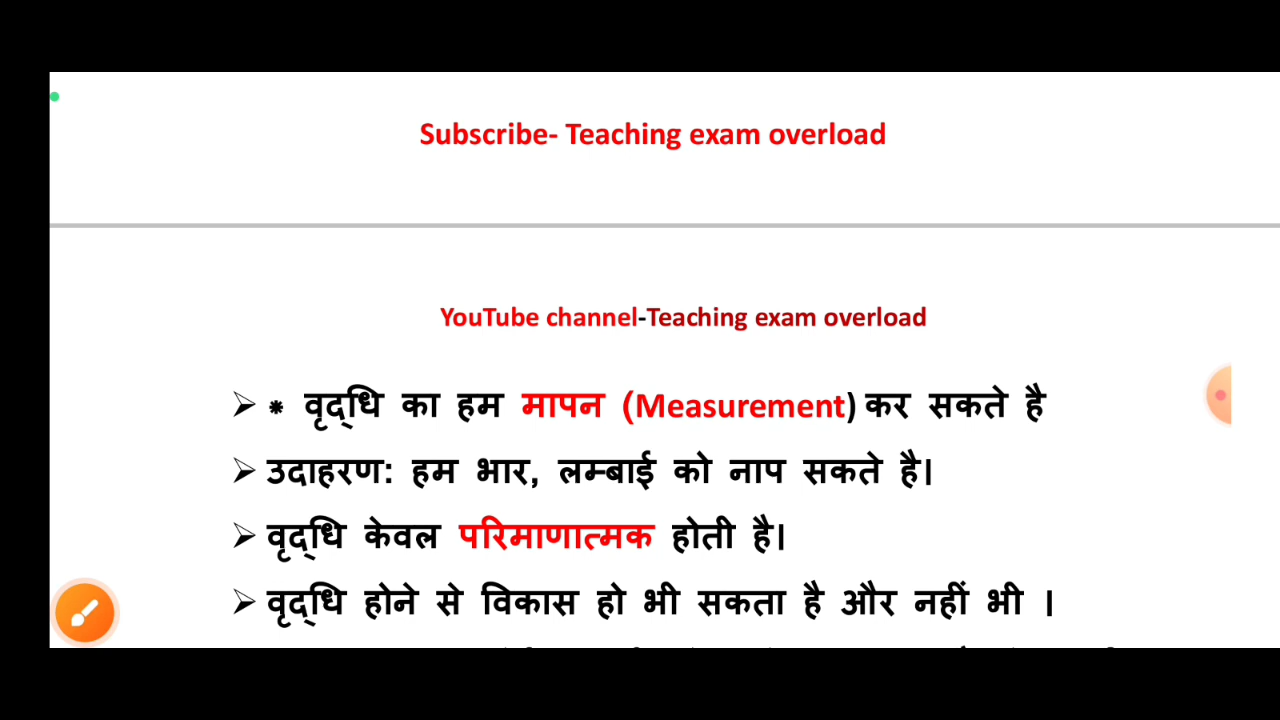 Subscribe- Teaching exam overload
YouTube channel-Teaching exam overload
➢ * वृद्धि का हम मापन (Measurement) कर सकते है
➢ उदाहरण: हम भार, लम्बाई को नाप सकते है।
➢ वृद्धि केवल परिमाणात्मक होती है।
➢ वृद्धि होने से विकास हो भी सकता है और नहीं भी ।